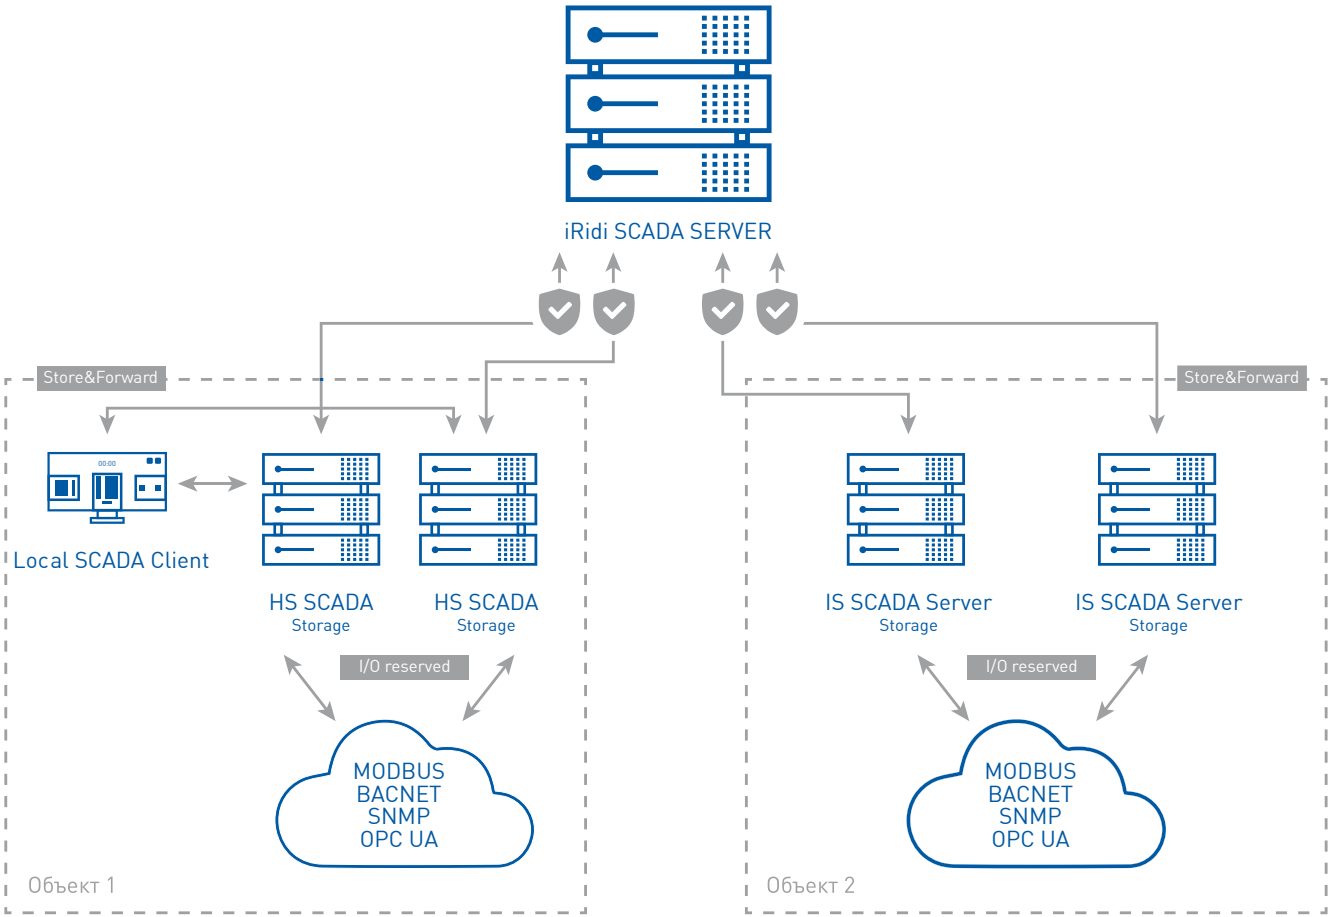 iRidi SCADA SERVER
Store&Forward
Store&Forward
00:00
Local SCADA Client
HS SCADA
Storage
HS SCADA
Storage
IS SCADA Server
Storage
IS SCADA Server
Storage
I/O reserved
I/O reserved
MODBUS
BACNET
SNMP
OPC UA
MODBUS
BACNET
SNMP
OPC UA
Объект 1
Объект 2